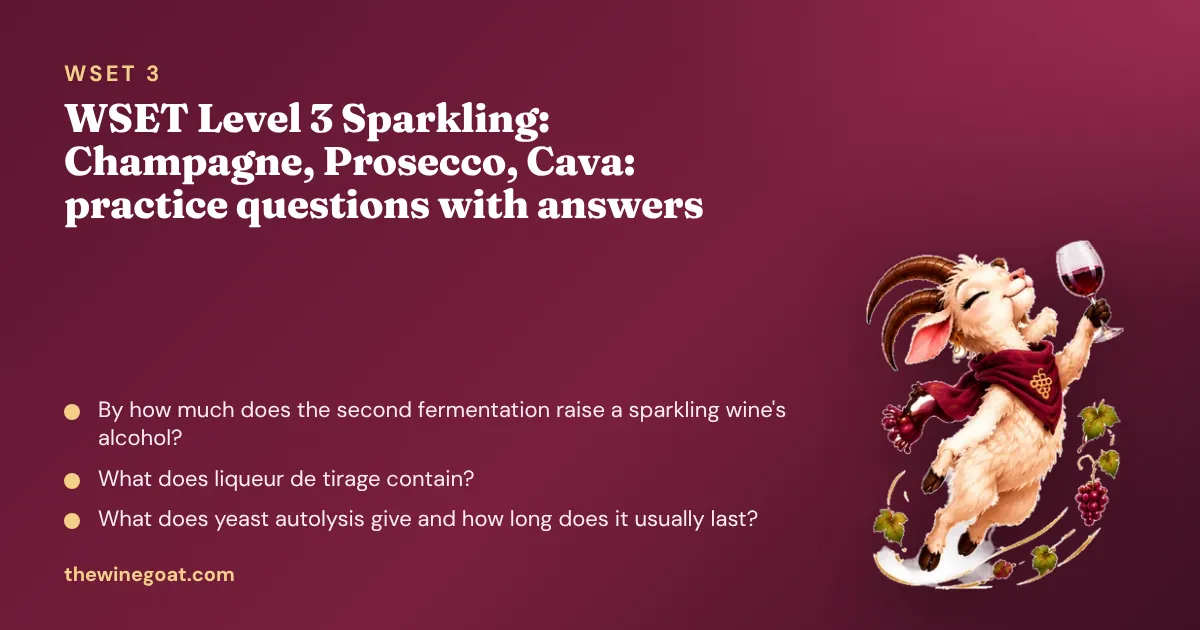 WSET 3
WSET Level 3 Sparkling:
Champagne, Prosecco, Cava:
practice questions with answers
By how much does the second fermentation raise a sparkling wine's
alcohol?
What does liqueur de tirage contain?
What does yeast autolysis give and how long does it usually last?
thewinegoat.com